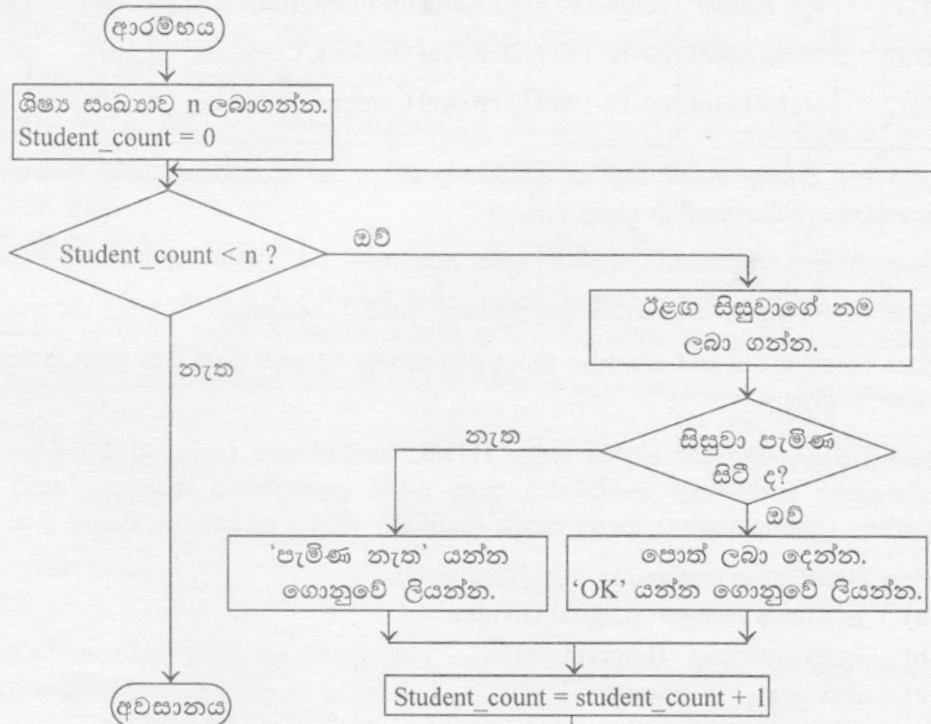 ආරම්භය
ශිෂ්‍ය සංඛ්‍යාව n ලබාගන්න.
Student_count = 0
Student_count < n ?
ඔව්
නැත
ඊළඟ සිසුවාගේ නම
ලබා ගන්න.
සිසුවා පැමිණ
සිටී ද?
නැත
ඔව්
‘පැමිණ නැත’ යන්න
ගොනුවේ ලියන්න.
පොත් ලබා දෙන්න.
‘OK’ යන්න ගොනුවේ ලියන්න.
Student_count = student_count + 1
අවසානය